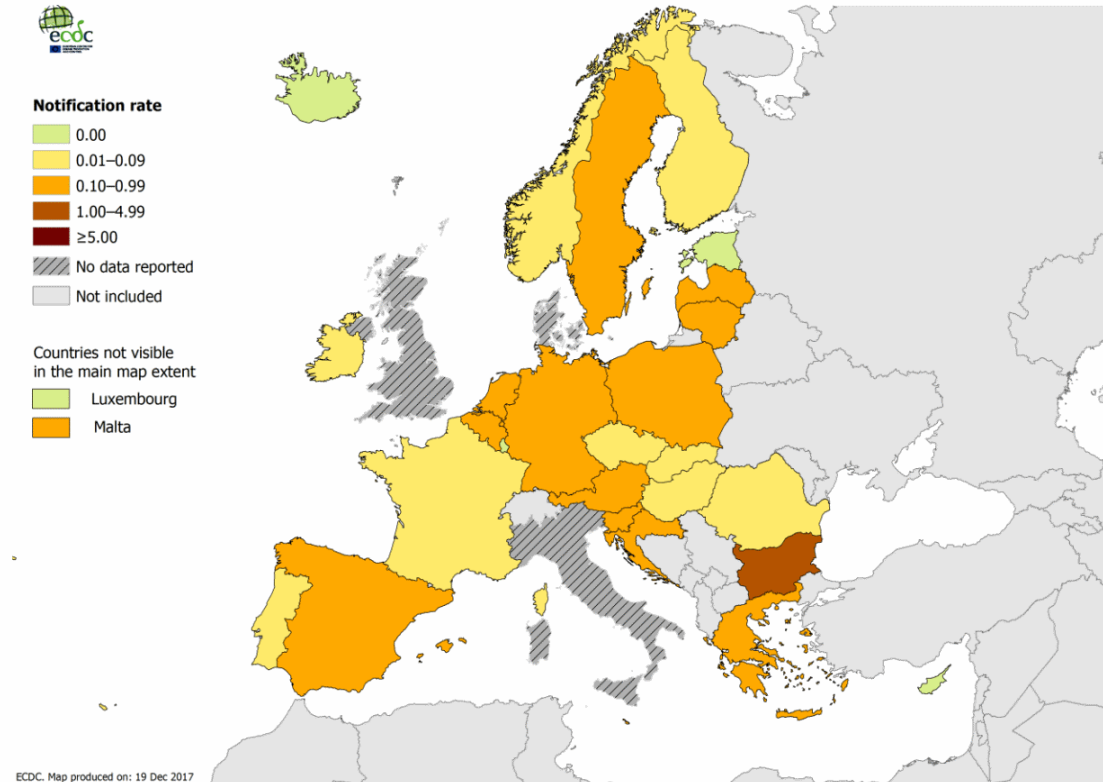 ecdc
Notification rate
0.00
0.01–0.09
0.10–0.99
1.00–4.99
≥5.00
No data reported
Not included
Countries not visible
in the main map extent
Luxembourg
Malta
ECDC. Map produced on: 19 Dec 2017